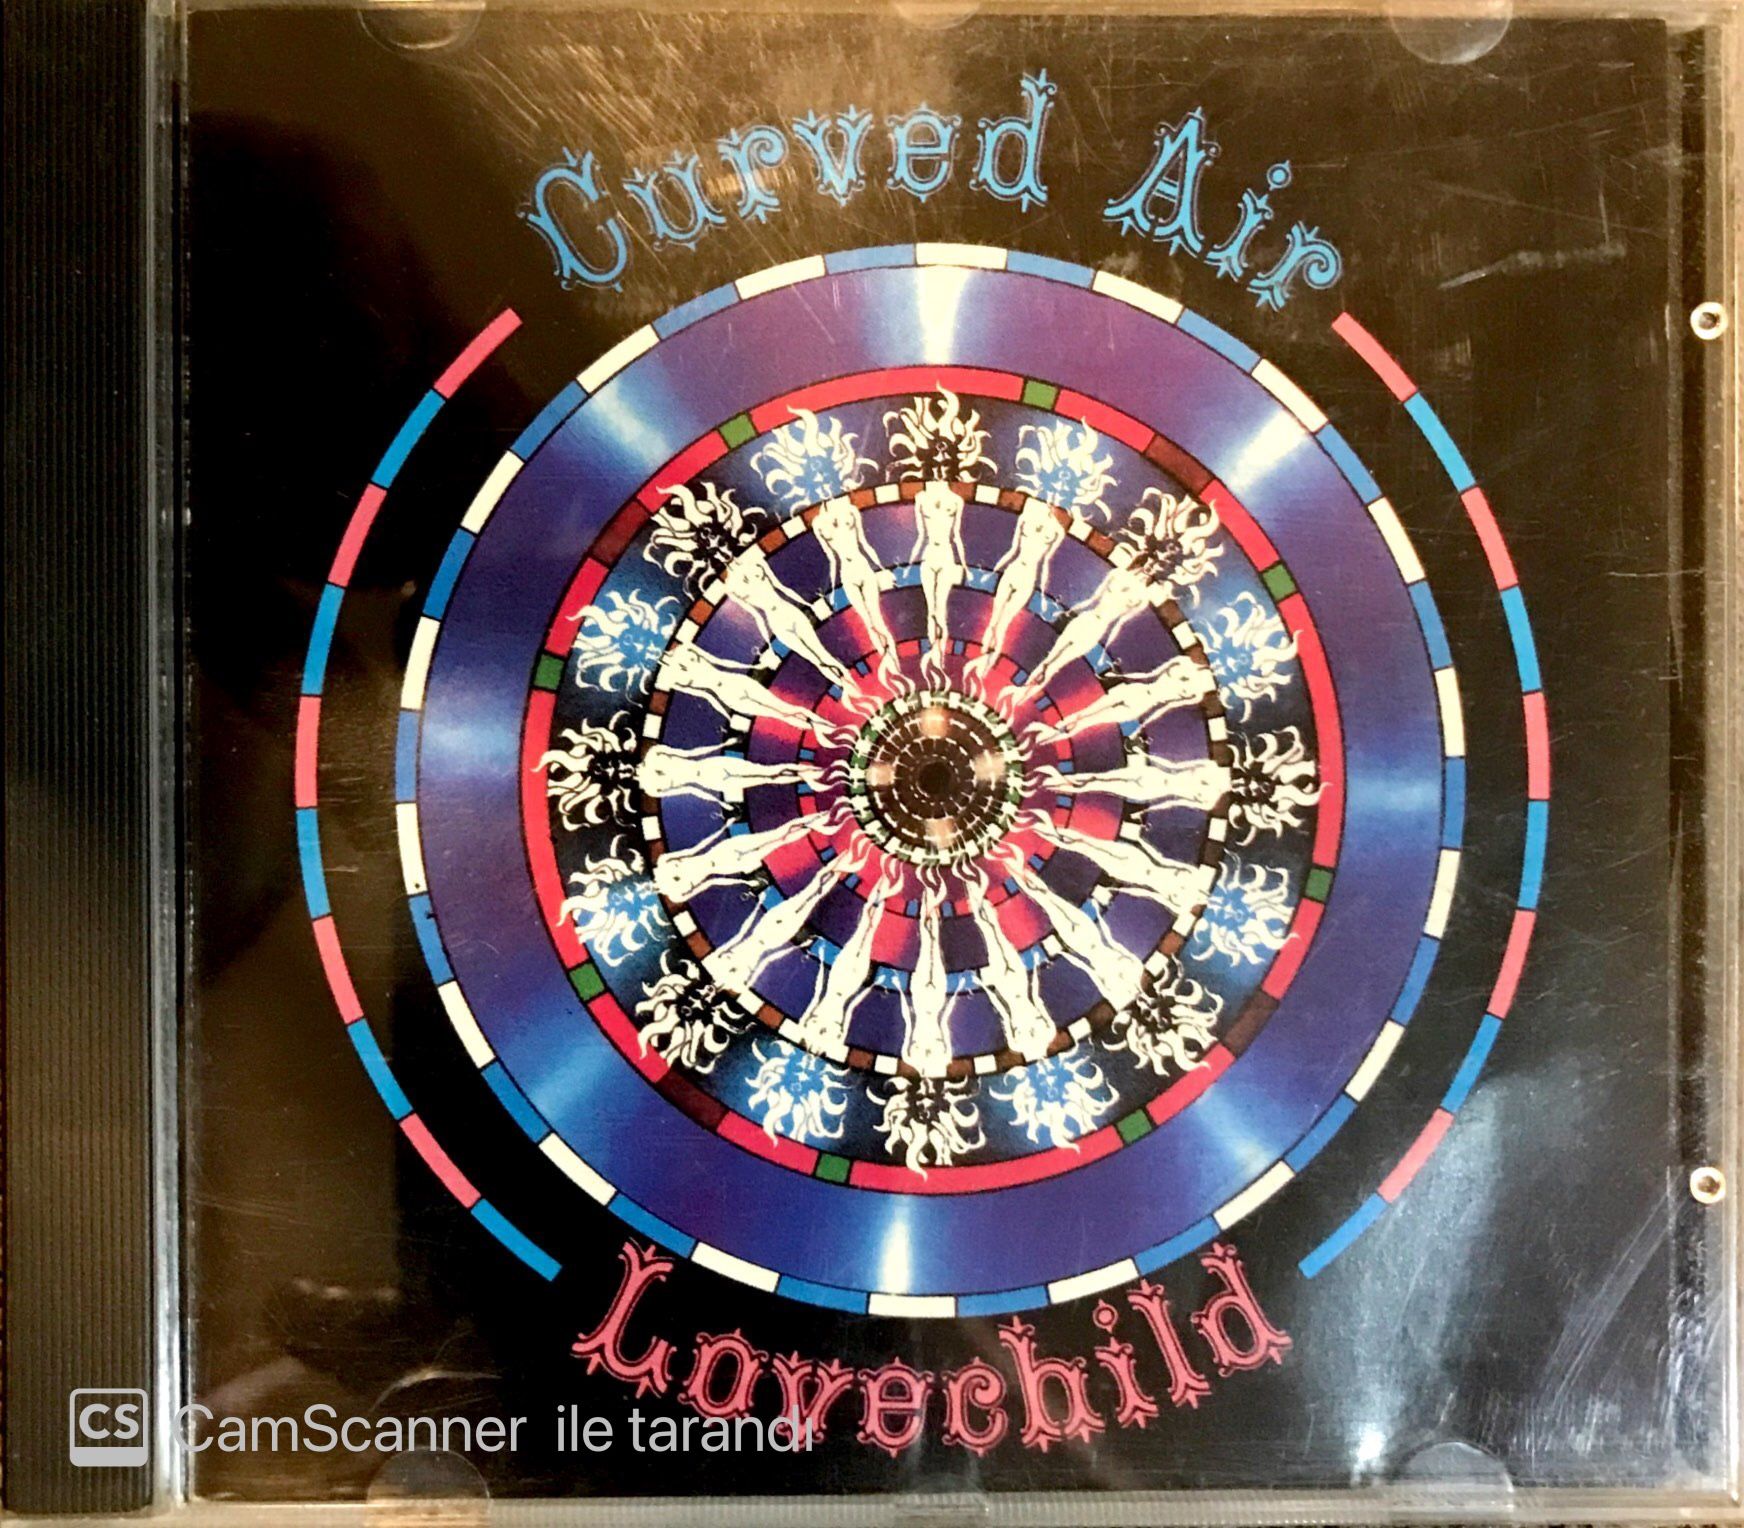 Curved Air
Lovechild
CS CamScanner ile tarandı